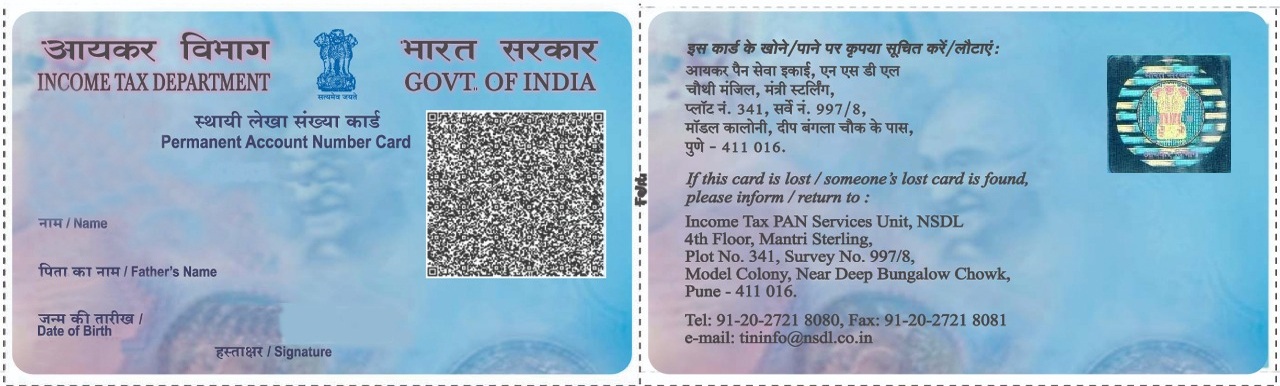 आयकर विभाग
INCOME TAX DEPARTMENT
सत्यमेव जयते
भारत सरकार
GOVT. OF INDIA
स्थायी लेखा संख्या कार्ड
Permanent Account Number Card
नाम / Name
पिता का नाम / Father's Name
जन्म की तारीख /
Date of Birth
हस्ताक्षर / Signature
Fold
इस कार्ड के खोने/पाने पर कृपया सूचित करें/लौटाएं :
आयकर पैन सेवा इकाई, एन एस डी एल
चौथी मंजिल, मंत्री स्टर्लिंग,
प्लॉट नं. 341, सर्वे नं. 997/8,
मॉडल कालोनी, दीप बंगला चौक के पास,
पुणे - 411 016.
If this card is lost / someone's lost card is found,
please inform / return to :
Income Tax PAN Services Unit, NSDL
4th Floor, Mantri Sterling,
Plot No. 341, Survey No. 997/8,
Model Colony, Near Deep Bungalow Chowk,
Pune - 411 016.
Tel: 91-20-2721 8080, Fax: 91-20-2721 8081
e-mail: tininfo@nsdl.co.in